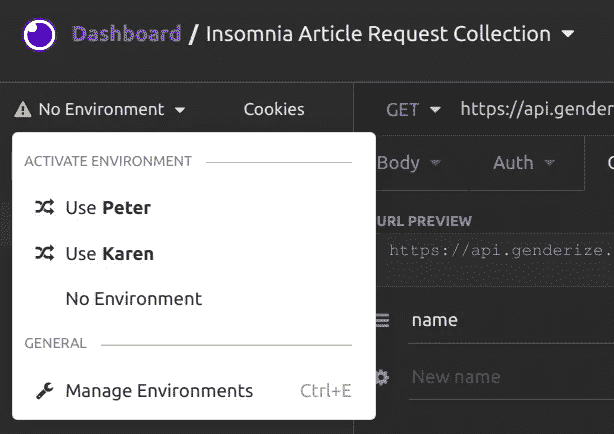 Dashboard / Insomnia Article Request Collection
No Environment Cookies GET https://api.gender
ACTIVATE ENVIRONMENT Body Auth
Use Peter URL PREVIEW
Use Karen https://api.genderize.
No Environment name
GENERAL
Manage Environments Ctrl+E New name